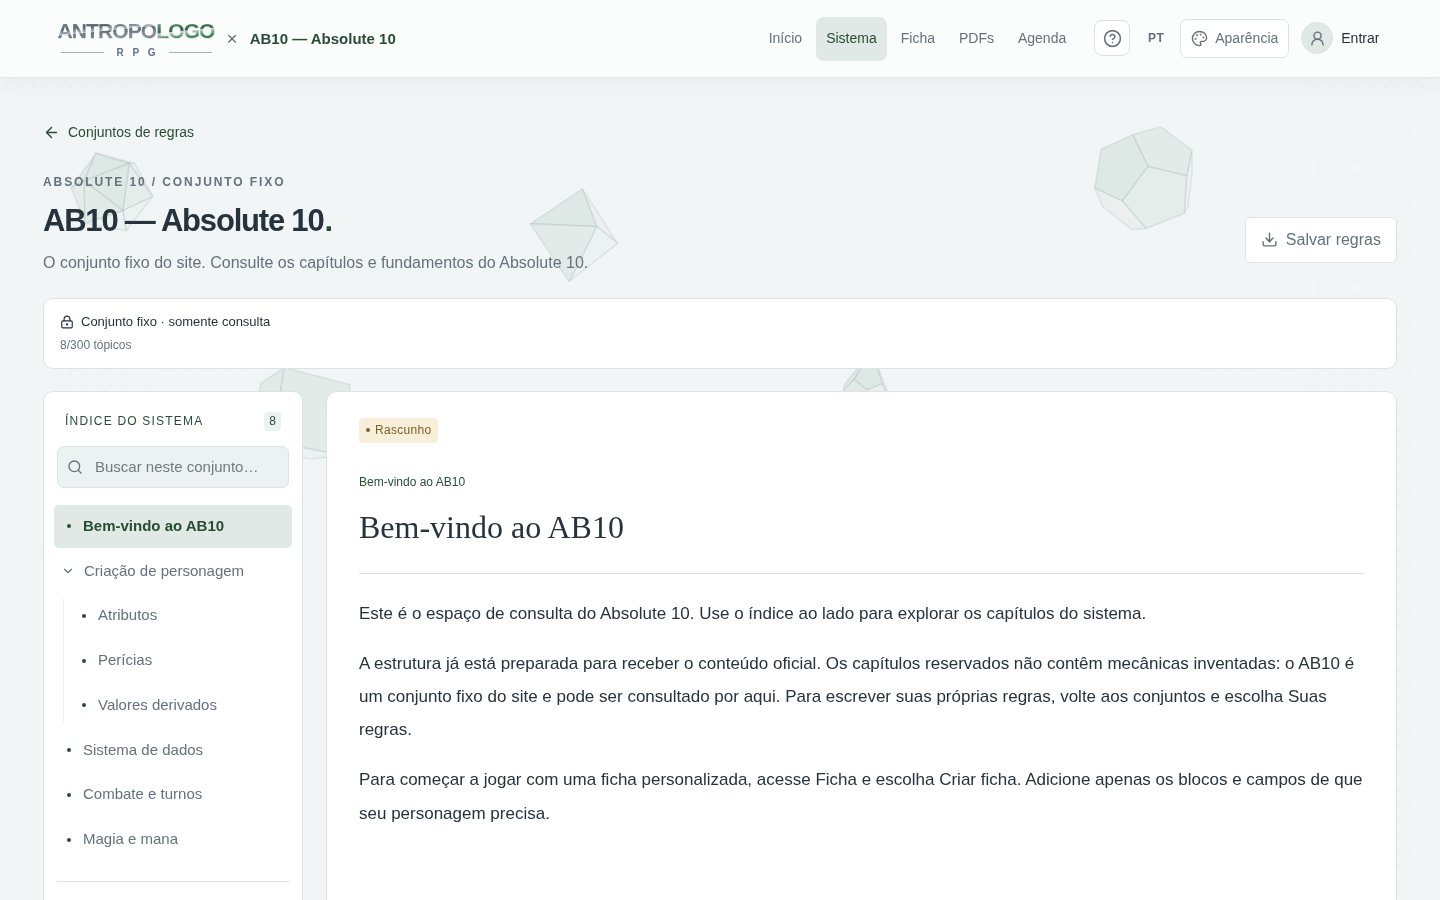 ANTROPOLOGO
RPG
× AB10 — Absolute 10
Início Sistema Ficha PDFs Agenda PT Aparência Entrar
Conjuntos de regras
ABSOLUTE 10 / CONJUNTO FIXO
AB10 — Absolute 10.
O conjunto fixo do site. Consulte os capítulos e fundamentos do Absolute 10.
Salvar regras
Conjunto fixo · somente consulta
8/300 tópicos
ÍNDICE DO SISTEMA 8
Buscar neste conjunto…
Bem-vindo ao AB10
Criação de personagem
Atributos
Perícias
Valores derivados
Sistema de dados
Combate e turnos
Magia e mana
• Rascunho
Bem-vindo ao AB10
Bem-vindo ao AB10
Este é o espaço de consulta do Absolute 10. Use o índice ao lado para explorar os capítulos do sistema.
A estrutura já está preparada para receber o conteúdo oficial. Os capítulos reservados não contêm mecânicas inventadas: o AB10 é
um conjunto fixo do site e pode ser consultado por aqui. Para escrever suas próprias regras, volte aos conjuntos e escolha Suas
regras.
Para começar a jogar com uma ficha personalizada, acesse Ficha e escolha Criar ficha. Adicione apenas os blocos e campos de que
seu personagem precisa.